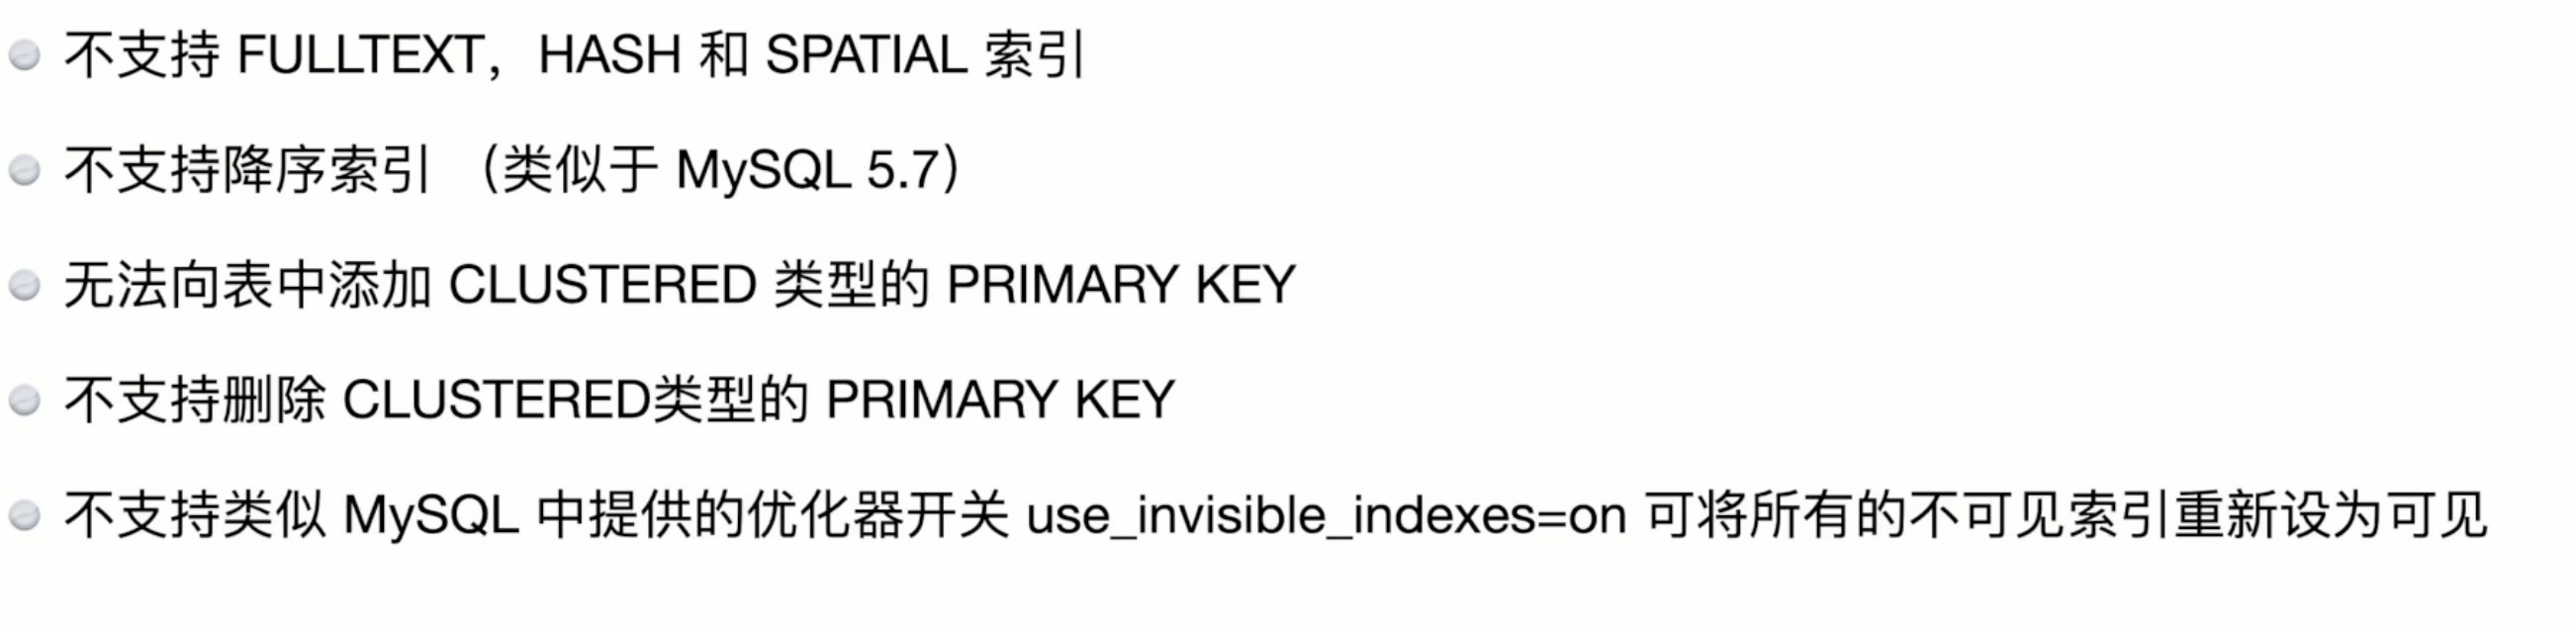 不支持 FULLTEXT，HASH 和 SPATIAL 索引
不支持降序索引 （类似于 MySQL 5.7）
无法向表中添加 CLUSTERED 类型的 PRIMARY KEY
不支持删除 CLUSTERED类型的 PRIMARY KEY
不支持类似 MySQL 中提供的优化器开关 use_invisible_indexes=on 可将所有的不可见索引重新设为可见